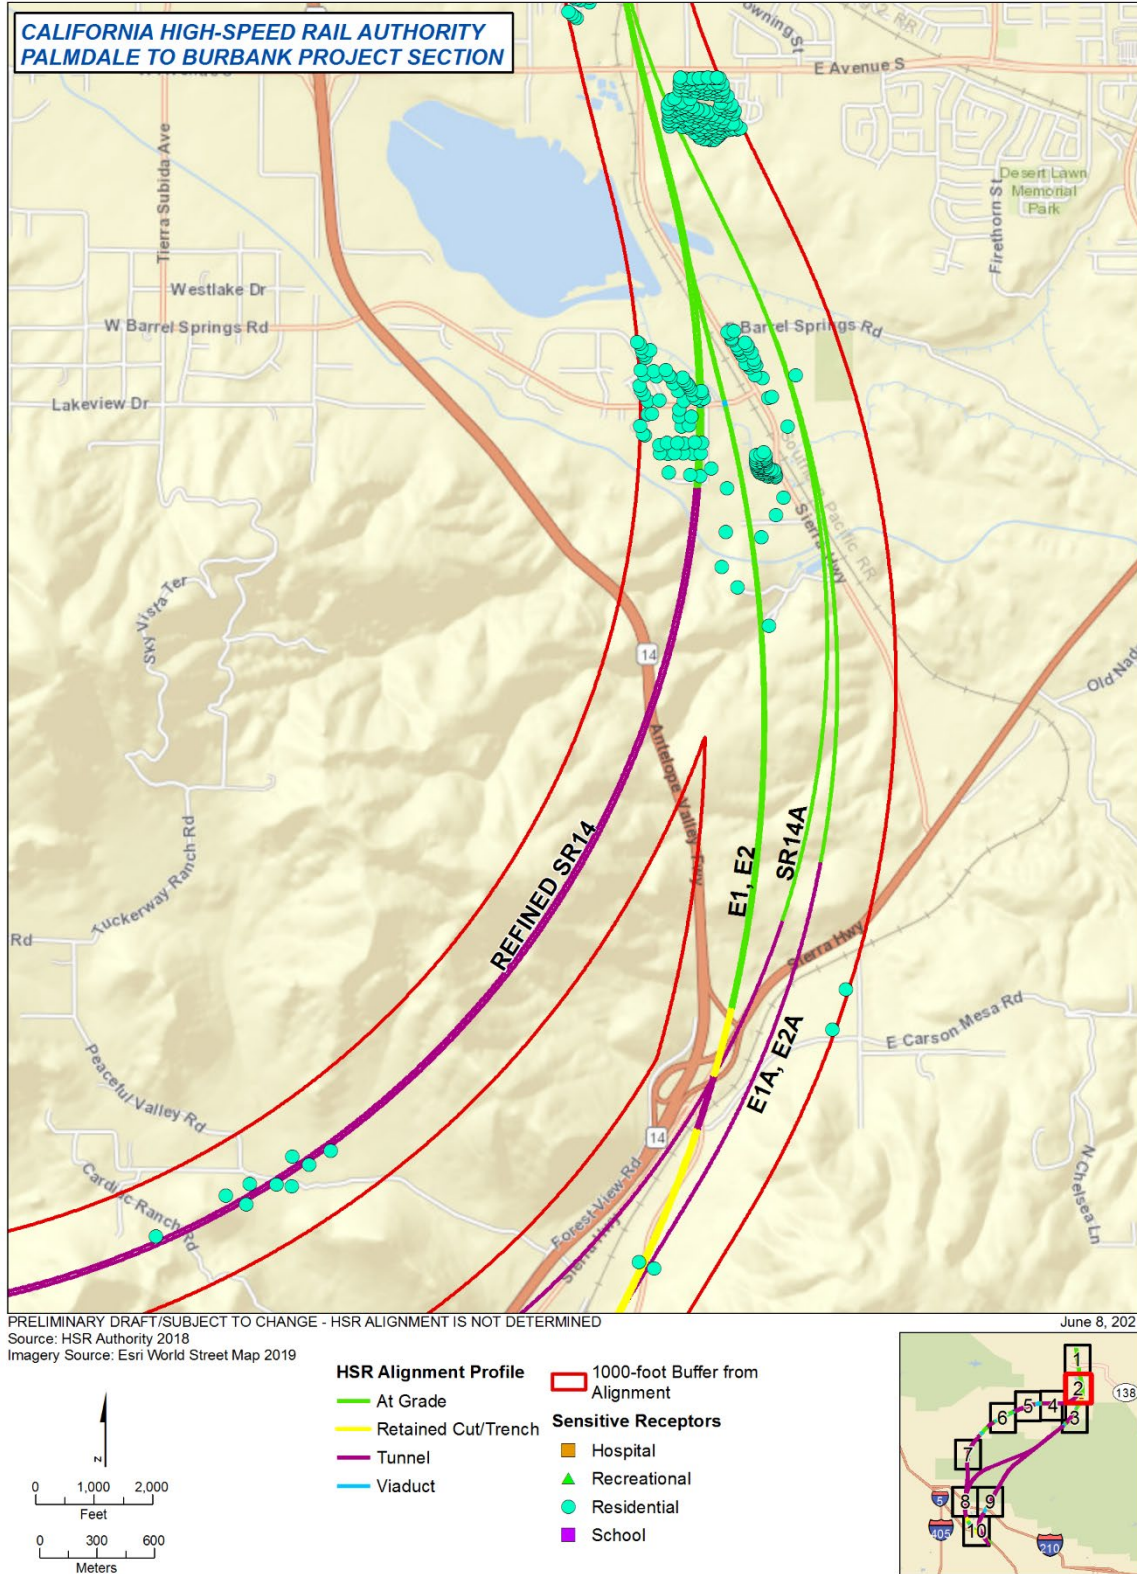 CALIFORNIA HIGH-SPEED RAIL AUTHORITY
PALMDALE TO BURBANK PROJECT SECTION
owning St
E Avenue S
Tierra Subida Ave
Desert Lawn
Memorial
Park
Firethorn St
Westlake Dr
W Barrel Springs Rd
Barrel Springs Rd
Lakeview Dr
Pacific RR
Sierra Hwy
Sky Vista Ter
14
Old Nad
Antelope Valley Fwy
Tuckerway Ranch Rd
Rd
REFINED SR14
E1, E2
SR14A
Sierra Hwy
E1A, E2A
E Carson Mesa Rd
Peaceful Valley Rd
14
Cardiac Ranch Rd
Forest View Rd
Sierra Hwy
N Chelsea Ln
PRELIMINARY DRAFT/SUBJECT TO CHANGE - HSR ALIGNMENT IS NOT DETERMINED
Source: HSR Authority 2018
Imagery Source: Esri World Street Map 2019
June 8, 202
HSR Alignment Profile
At Grade
Retained Cut/Trench
Tunnel
Viaduct
1000-foot Buffer from
Alignment
Sensitive Receptors
Hospital
Recreational
Residential
School
z
0 1,000 2,000
Feet
0 300 600
Meters
1
2
138
3
4
5
6
7
8
9
10
5
405
210